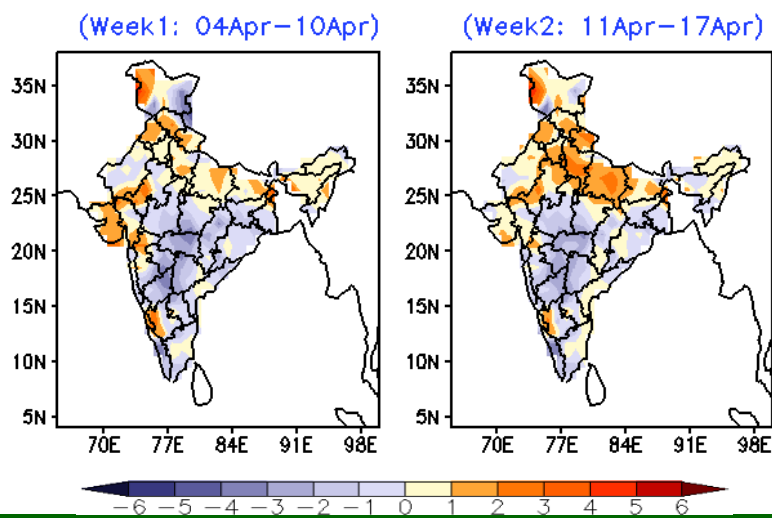 (Week1: 04Apr−10Apr) (Week2: 11Apr−17Apr)
35N 35N
30N 30N
25N 25N
20N 20N
15N 15N
10N 10N
5N 5N
70E 77E 84E 91E 98E 70E 77E 84E 91E 98E
−6 −5 −4 −3 −2 −1 0 1 2 3 4 5 6